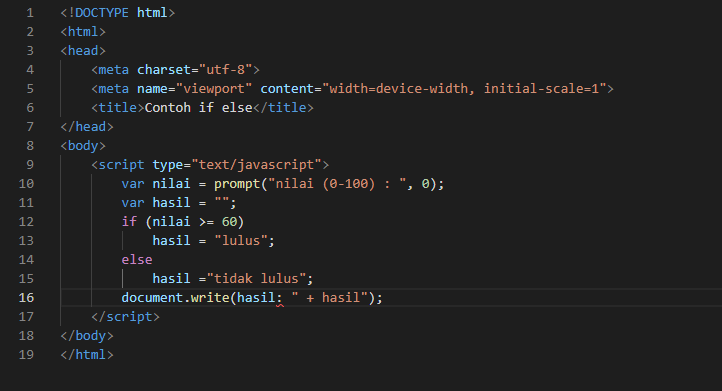 1 <!DOCTYPE html>
2 <html>
3 <head>
4     <meta charset="utf-8">
5     <meta name="viewport" content="width=device-width, initial-scale=1">
6     <title>Contoh if else</title>
7 </head>
8 <body>
9     <script type="text/javascript">
10         var nilai = prompt("nilai (0-100) : ", 0);
11         var hasil = "";
12         if (nilai >= 60)
13             hasil = "lulus";
14         else
15             hasil ="tidak lulus";
16         document.write(hasil: " + hasil");
17     </script>
18 </body>
19 </html>